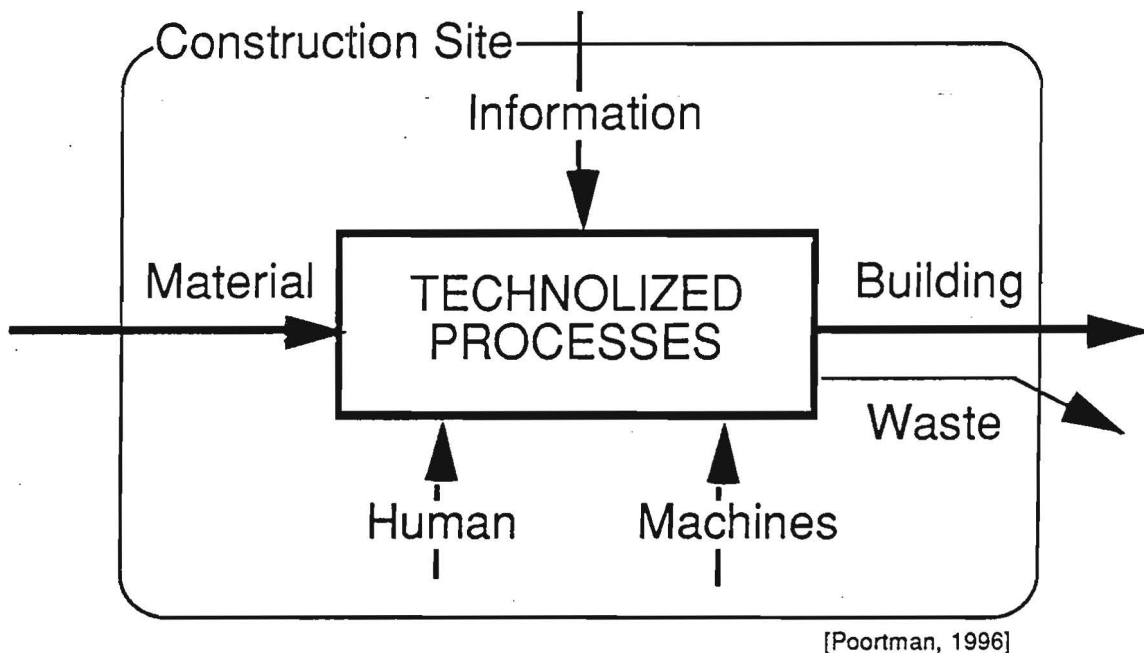 Construction Site
Information
Material
TECHNOLIZED
PROCESSES
Building
Waste
Human
Machines
[Poortman, 1996]